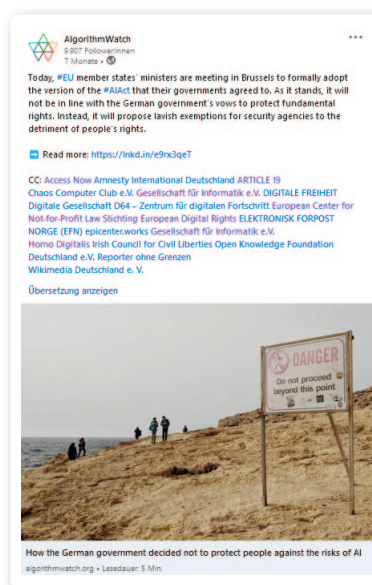 AlgorithmWatch
9.907 Follower:innen
7 Monate •
Today, #EU member states' ministers are meeting in Brussels to formally adopt
the version of the #AIAct that their governments agreed to. As it stands, it will
not be in line with the German government's vows to protect fundamental
rights. Instead, it will propose lavish exemptions for security agencies to the
detriment of people's rights.
Read more: https://lnkd.in/e9rx3qeT
CC: Access Now Amnesty International Deutschland ARTICLE 19
Chaos Computer Club e.V. Gesellschaft für Informatik e.V. DIGITALE FREIHEIT
Digitale Gesellschaft D64 – Zentrum für digitalen Fortschritt European Center for
Not-for-Profit Law Stichting European Digital Rights ELEKTRONISK FORPOST
NORGE (EFN) epicenter.works Gesellschaft für Informatik e.V.
Homo Digitalis Irish Council for Civil Liberties Open Knowledge Foundation
Deutschland e.V. Reporter ohne Grenzen
Wikimedia Deutschland e. V.
Übersetzung anzeigen
DANGER
Do not proceed
beyond this point
How the German government decided not to protect people against the risks of AI
algorithmwatch.org • Lesedauer: 5 Min.